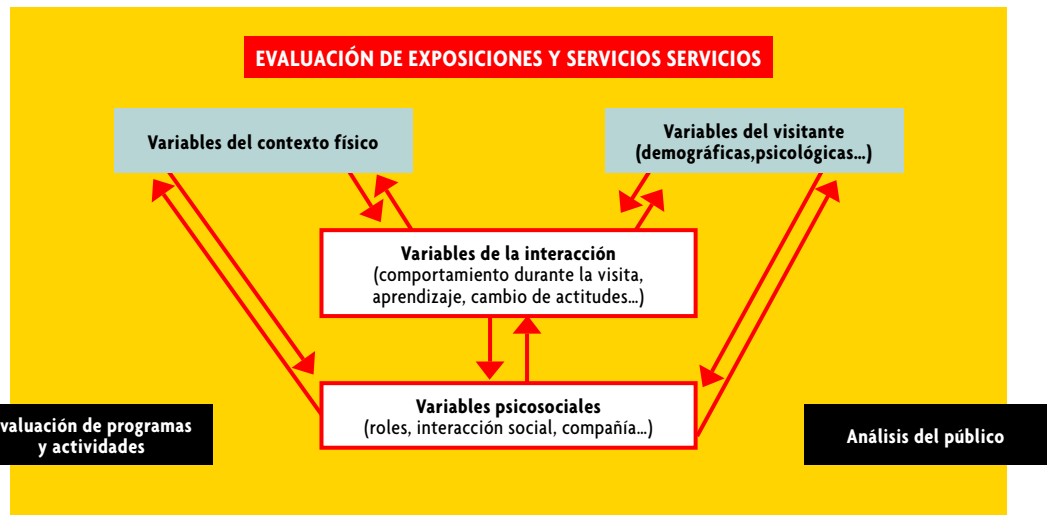 EVALUACIÓN DE EXPOSICIONES Y SERVICIOS SERVICIOS
Variables del contexto físico
Variables del visitante
(demográficas,psicológicas...)
Variables de la interacción
(comportamiento durante la visita,
aprendizaje, cambio de actitudes...)
Variables psicosociales
(roles, interacción social, compañía...)
valuación de programas
y actividades
Análisis del público